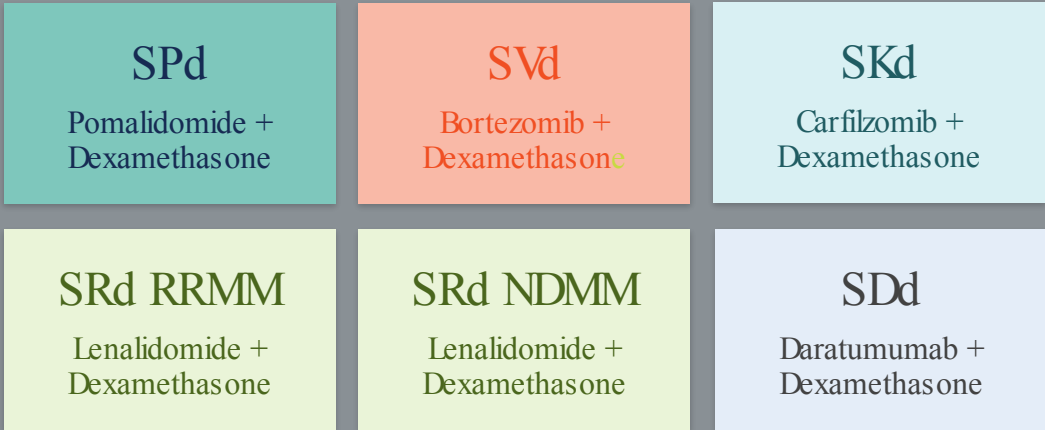 SPd
Pomalidomide +
Dexamethasone
SVd
Bortezomib +
Dexamethasone
SKd
Carfilzomib +
Dexamethasone
SRd RRMM
Lenalidomide +
Dexamethasone
SRd NDMM
Lenalidomide +
Dexamethasone
SDd
Daratumumab +
Dexamethasone